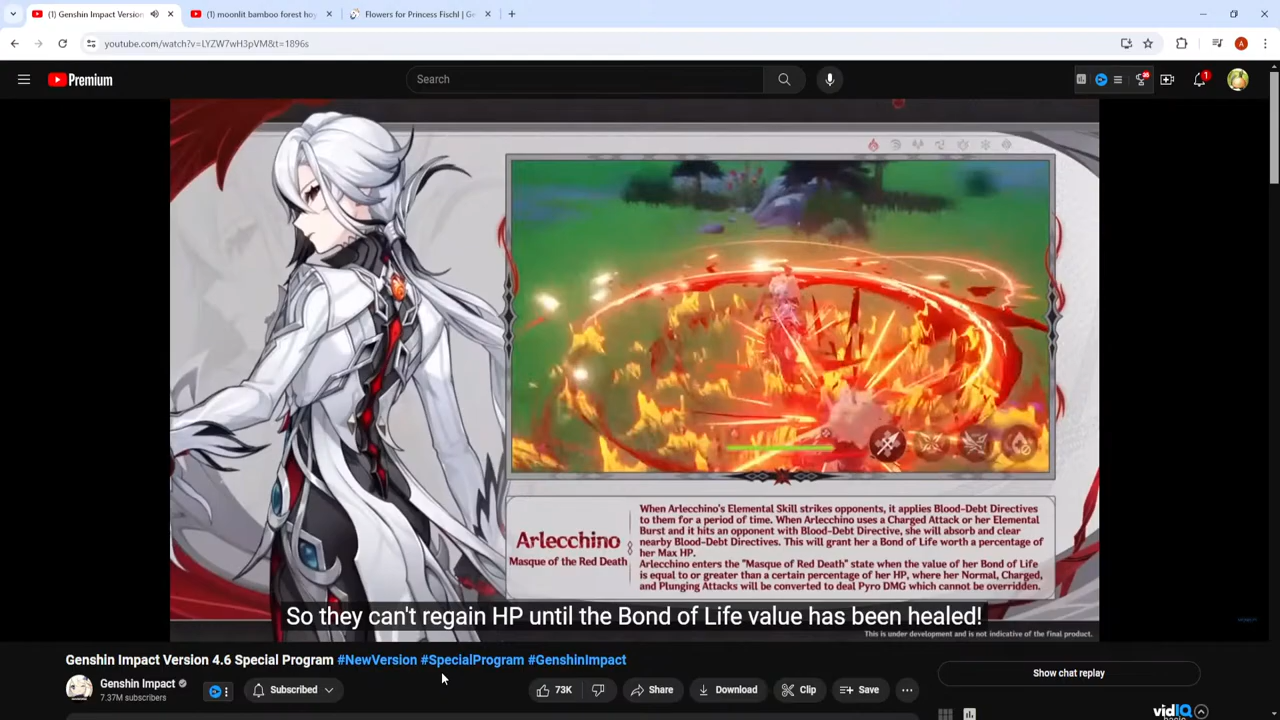 (1) Genshin Impact Version
(1) moonlit bamboo forest hoy
Flowers for Princess Fischl | Ge
youtube.com/watch?v=LYZW7wH3pVM&t=1896s
A
Premium
Search
1
Arlecchino
Masque of the Red Death
When Arlecchino's Elemental Skill strikes opponents, it applies Blood-Debt Directives
to them for a period of time. When Arlecchino uses a Charged Attack or her Elemental
Burst and it hits an opponent with Blood-Debt Directive, she will absorb and clear
nearby Blood-Debt Directives. This will grant her a Bond of Life worth a percentage of
her Max HP.
Arlecchino enters the "Masque of Red Death" state when the value of her Bond of Life
is equal to or greater than a certain percentage of her HP, where her Normal, Charged,
and Plunging Attacks will be converted to deal Pyro DMG which cannot be overridden.
So they can't regain HP until the Bond of Life value has been healed!
This is under development and is not indicative of the final product.
Genshin Impact Version 4.6 Special Program #NewVersion #SpecialProgram #GenshinImpact
Genshin Impact
7.37M subscribers
Subscribed
73K
Share
Download
Clip
Save
Show chat replay
vidIQ
basic